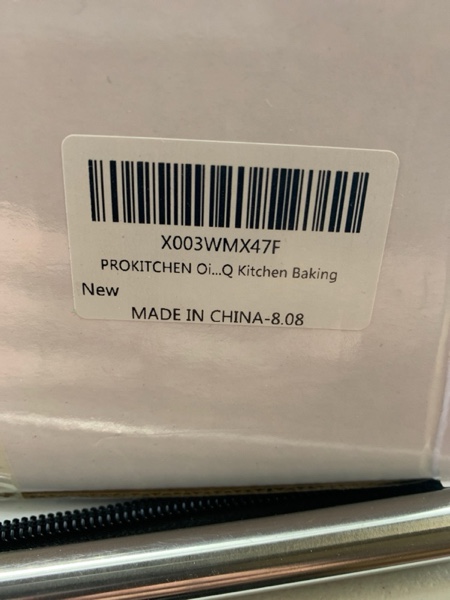 X003WMX47F
PROKITCHEN Oi...Q Kitchen Baking
New
MADE IN CHINA-8.08